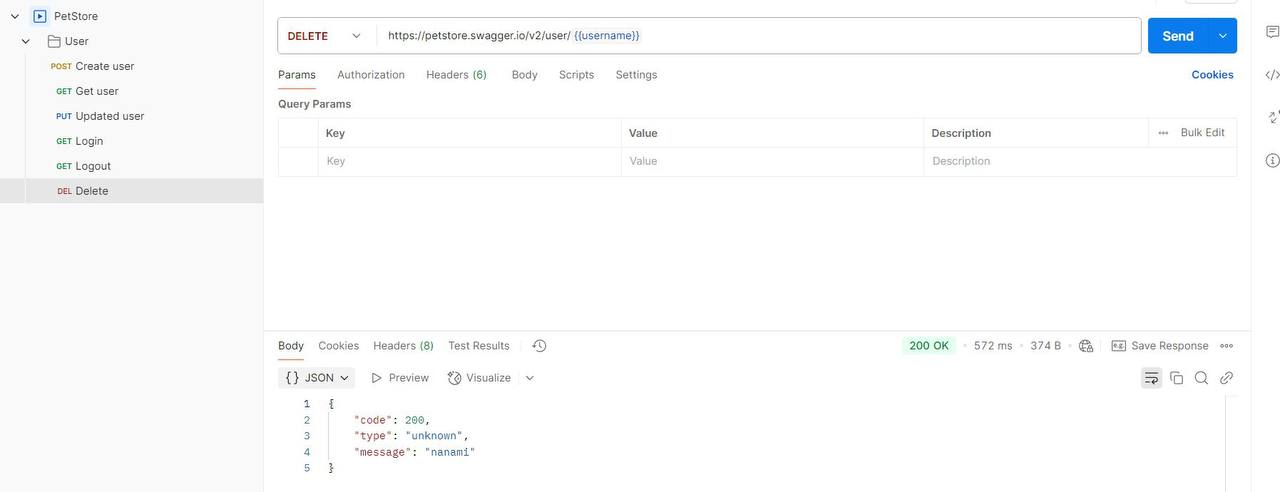 PetStore
User
POST Create user
GET Get user
PUT Updated user
GET Login
GET Logout
DEL Delete
DELETE https://petstore.swagger.io/v2/user/ {{username}} Send
Params Authorization Headers (6) Body Scripts Settings Cookies
Query Params
Key Value Description ••• Bulk Edit
Key Value Description
Body Cookies Headers (8) Test Results 200 OK • 572 ms • 374 B • e.g. Save Response •••
{} JSON Preview Visualize
1 {
2 "code": 200,
3 "type": "unknown",
4 "message": "nanami"
5 }